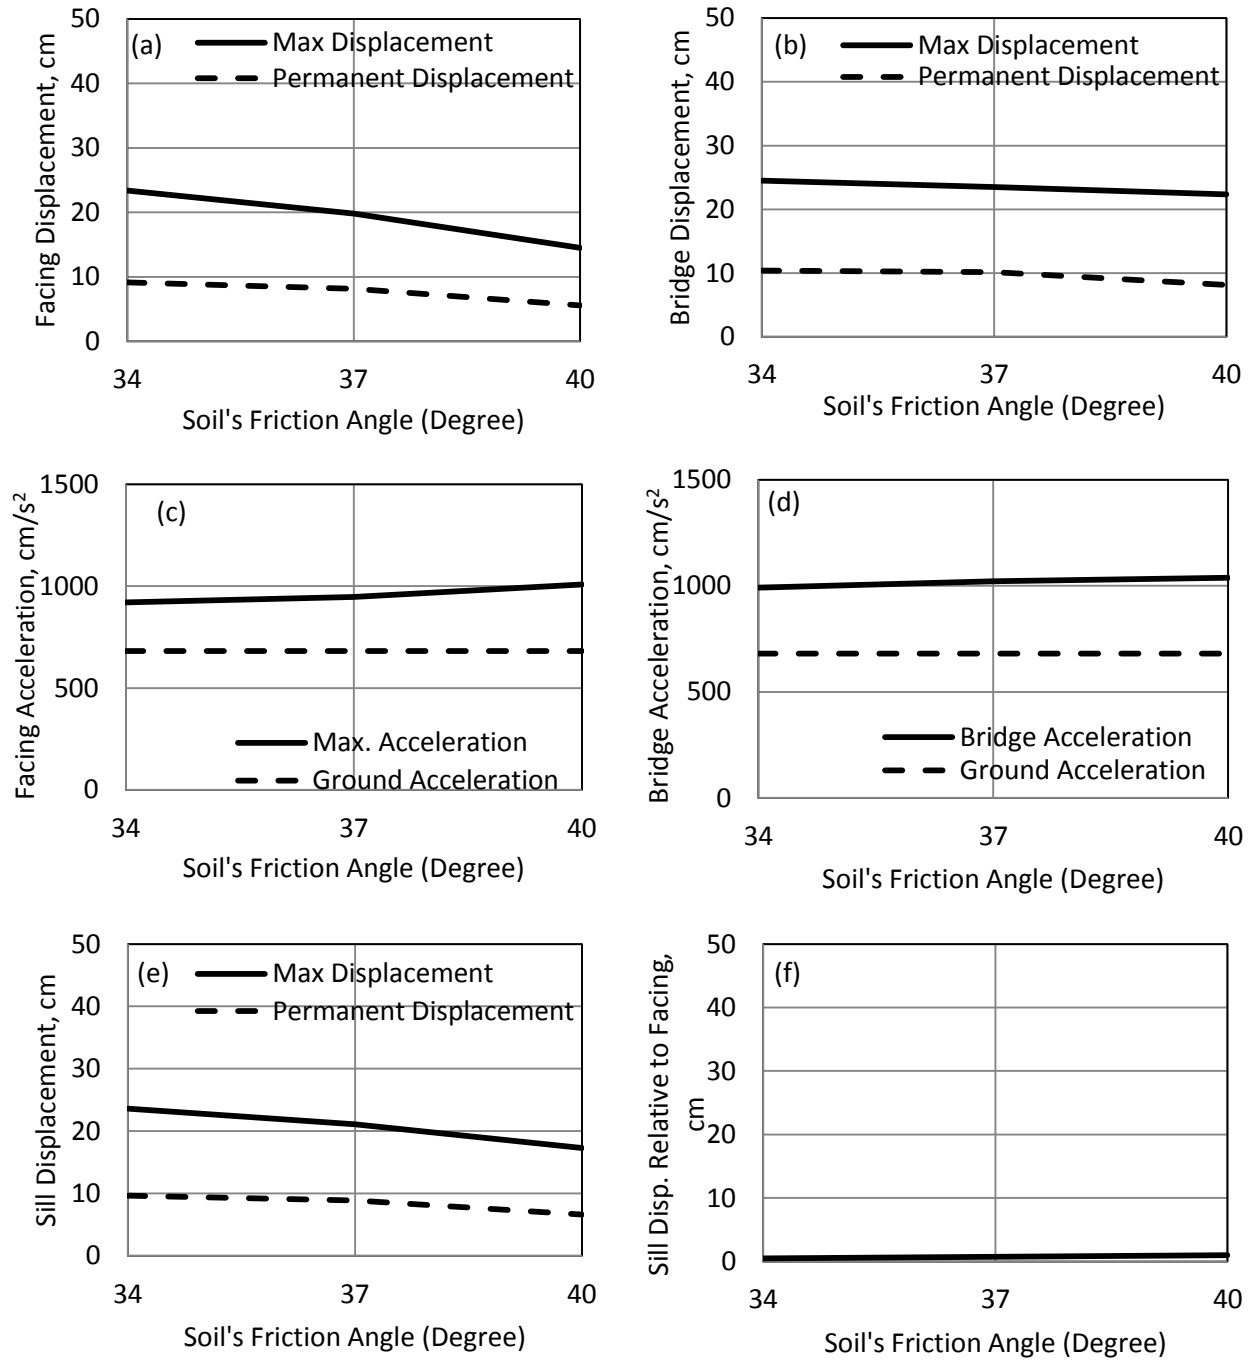 50
40
30
20
10
0
Facing Displacement, cm
(a)
Max Displacement
Permanent Displacement
34
37
40
Soil's Friction Angle (Degree)
50
40
30
20
10
0
Bridge Displacement, cm
(b)
Max Displacement
Permanent Displacement
34
37
40
Soil's Friction Angle (Degree)
1500
1000
500
0
Facing Acceleration, cm/s²
(c)
Max. Acceleration
Ground Acceleration
34
37
40
Soil's Friction Angle (Degree)
1500
1000
500
0
Bridge Acceleration, cm/s²
(d)
Bridge Acceleration
Ground Acceleration
34
37
40
Soil's Friction Angle (Degree)
50
40
30
20
10
0
Sill Displacement, cm
(e)
Max Displacement
Permanent Displacement
34
37
40
Soil's Friction Angle (Degree)
50
40
30
20
10
0
Sill Disp. Relative to Facing,
cm
(f)
34
37
40
Soil's Friction Angle (Degree)